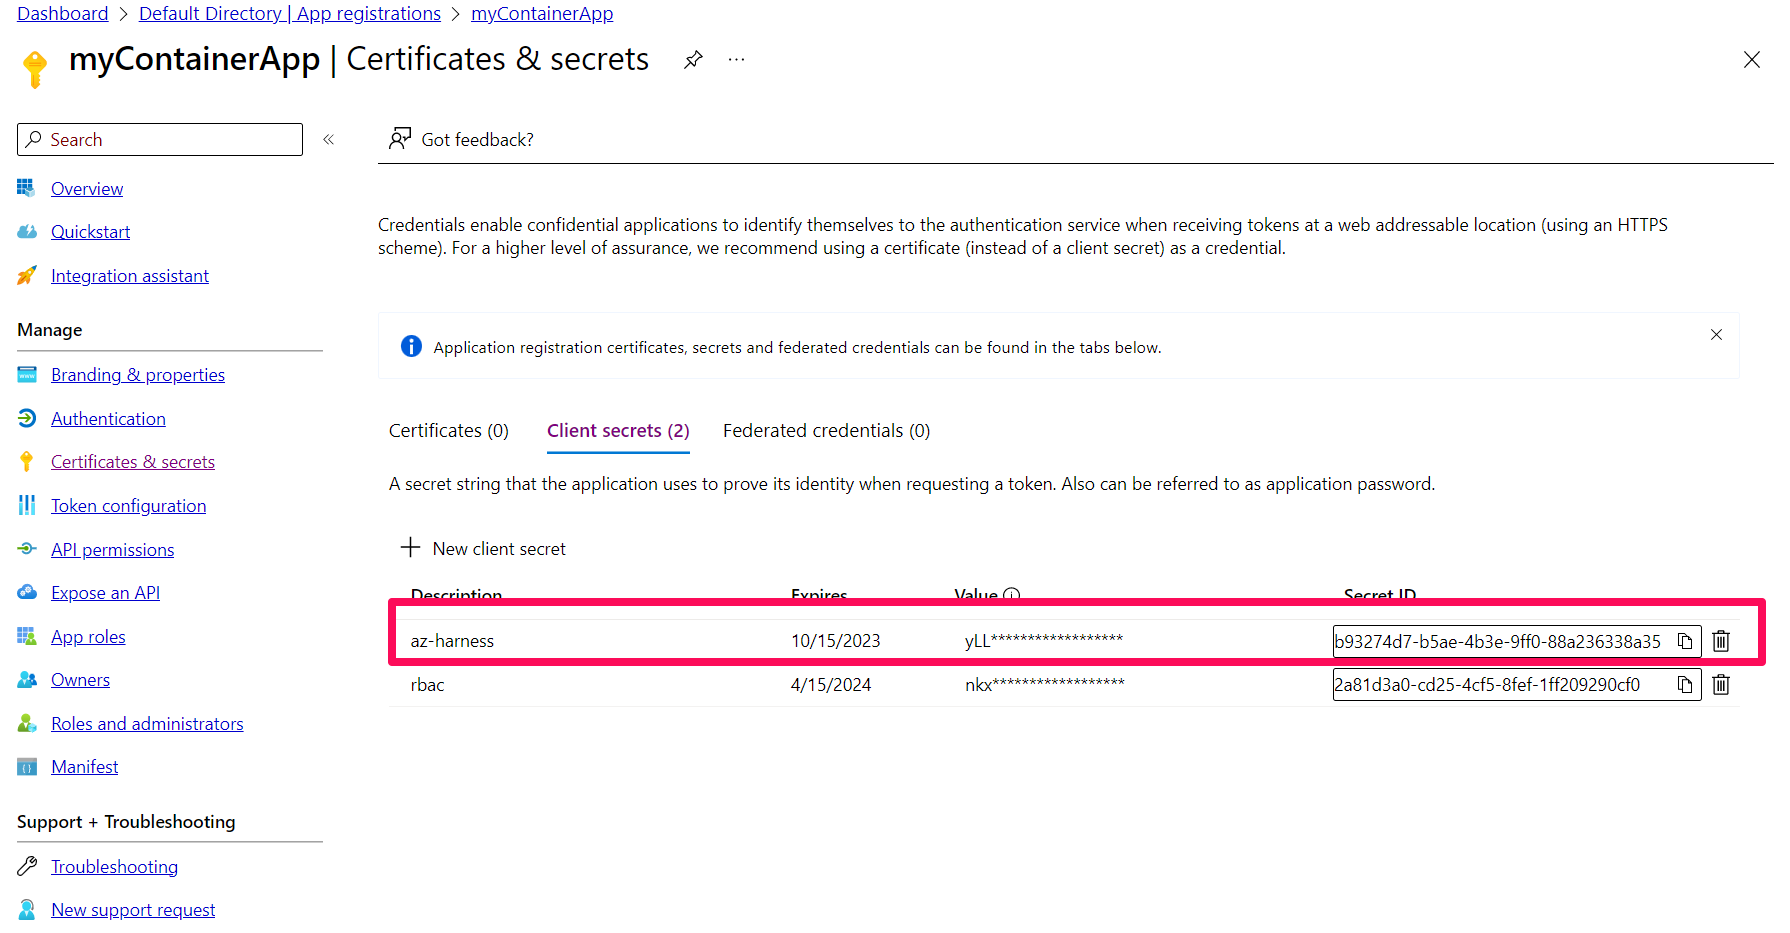 Dashboard > Default Directory | App registrations > myContainerApp
myContainerApp | Certificates & secrets
Search
Got feedback?
Overview
Quickstart
Integration assistant
Manage
Branding & properties
Authentication
Certificates & secrets
Token configuration
API permissions
Expose an API
App roles
Owners
Roles and administrators
Manifest
Support + Troubleshooting
Troubleshooting
New support request
Credentials enable confidential applications to identify themselves to the authentication service when receiving tokens at a web addressable location (using an HTTPS
scheme). For a higher level of assurance, we recommend using a certificate (instead of a client secret) as a credential.
Application registration certificates, secrets and federated credentials can be found in the tabs below.
Certificates (0) Client secrets (2) Federated credentials (0)
A secret string that the application uses to prove its identity when requesting a token. Also can be referred to as application password.
New client secret
Description Expires Value Secret ID
az-harness 10/15/2023 yLL****************** b93274d7-b5ae-4b3e-9ff0-88a236338a35
rbac 4/15/2024 nkx****************** 2a81d3a0-cd25-4cf5-8fef-1ff209290cf0